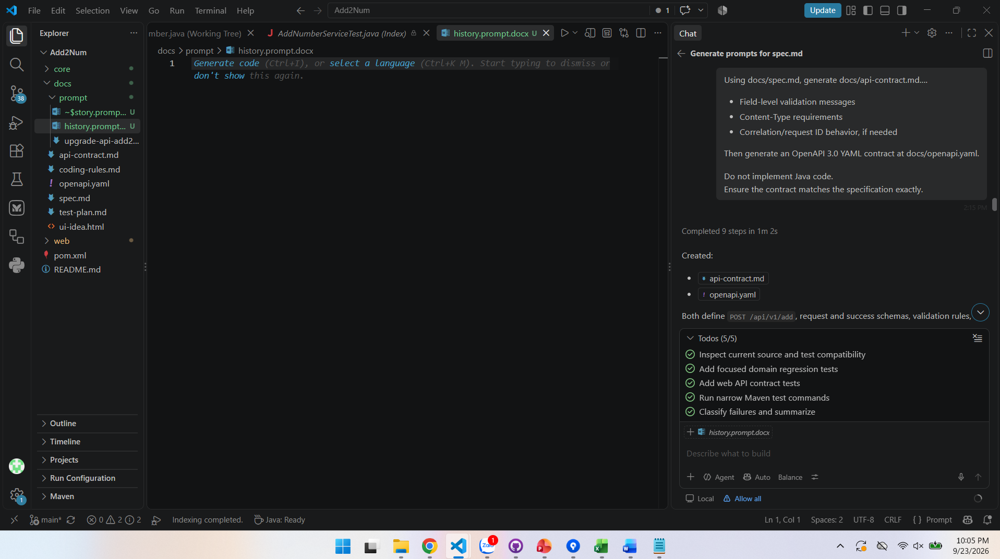 File Edit Selection View Go Run Terminal Help
Add2Num
1
Update
Explorer
Add2Num
core
docs
prompt
~$story.promp... U
history.prompt... U
upgrade-api-add2...
api-contract.md
coding-rules.md
openapi.yaml
spec.md
test-plan.md
ui-idea.html
web
pom.xml
README.md
38
Outline
Timeline
Projects
Run Configuration
Maven
1
mber.java (Working Tree)
AddNumberServiceTest.java (Index)
history.prompt.docx U
docs > prompt > history.prompt.docx
1
Generate code (Ctrl+I), or select a language (Ctrl+K M). Start typing to dismiss or
don't show this again.
Chat
Generate prompts for spec.md
Using docs/spec.md, generate docs/api-contract.md....
• Field-level validation messages
• Content-Type requirements
• Correlation/request ID behavior, if needed
Then generate an OpenAPI 3.0 YAML contract at docs/openapi.yaml.
Do not implement Java code.
Ensure the contract matches the specification exactly.
2:15 PM
Completed 9 steps in 1m 2s
Created:
• api-contract.md
• openapi.yaml
Both define POST /api/v1/add, request and success schemas, validation rules,
Todos (5/5)
Inspect current source and test compatibility
Add focused domain regression tests
Add web API contract tests
Run narrow Maven test commands
Classify failures and summarize
history.prompt.docx
Describe what to build
Agent Auto Balance
Local Allow all
main* 0 2 2 Indexing completed. Java: Ready
Ln 1, Col 1 Spaces: 2 UTF-8 CRLF { } Prompt
Zalo 1
10:05 PM
9/23/2026